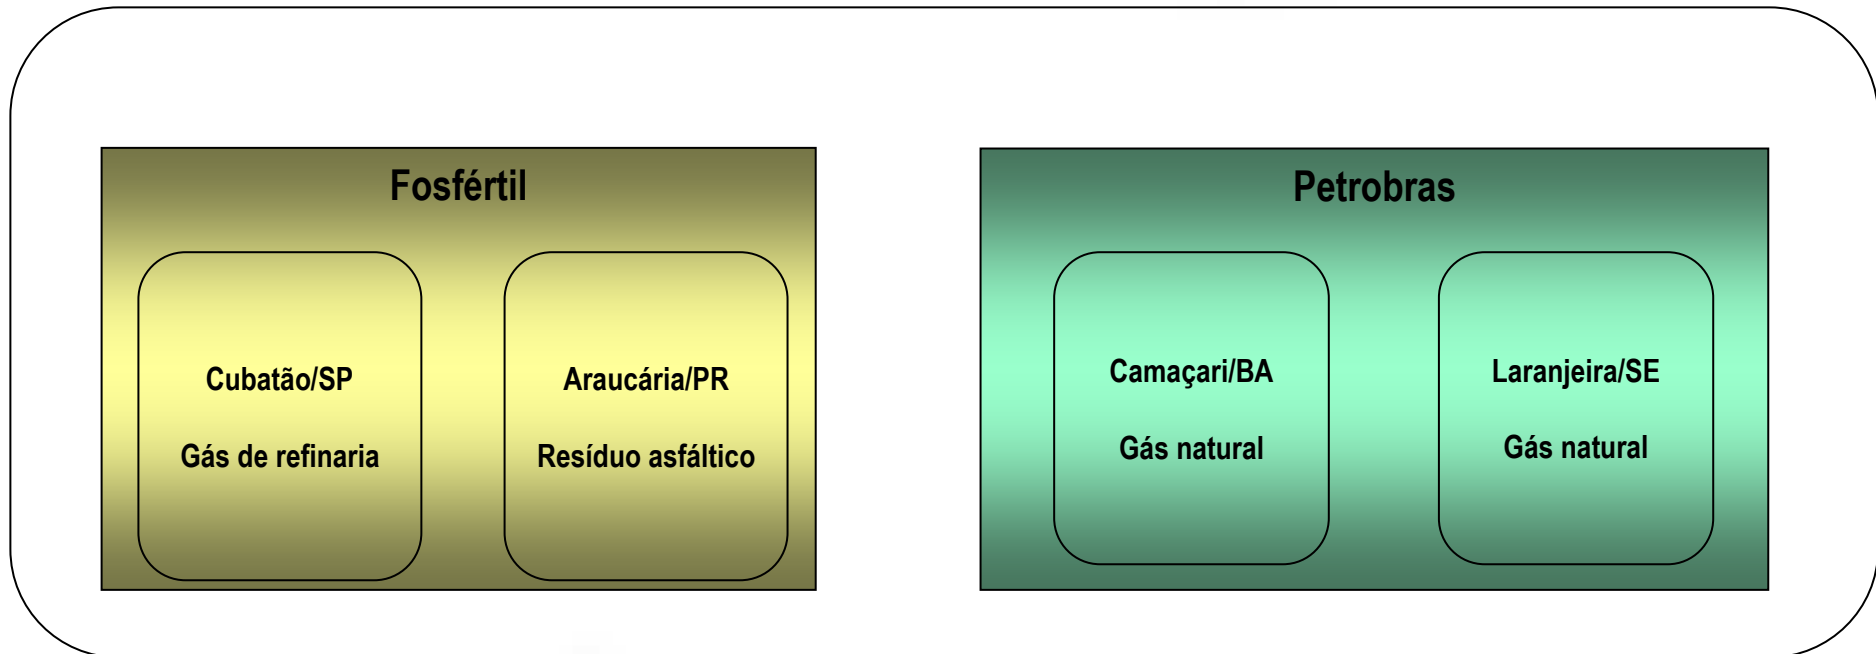 Fosfértil
Cubatão/SP
Gás de refinaria
Araucária/PR
Resíduo asfáltico
Petrobras
Camaçari/BA
Gás natural
Laranjeira/SE
Gás natural